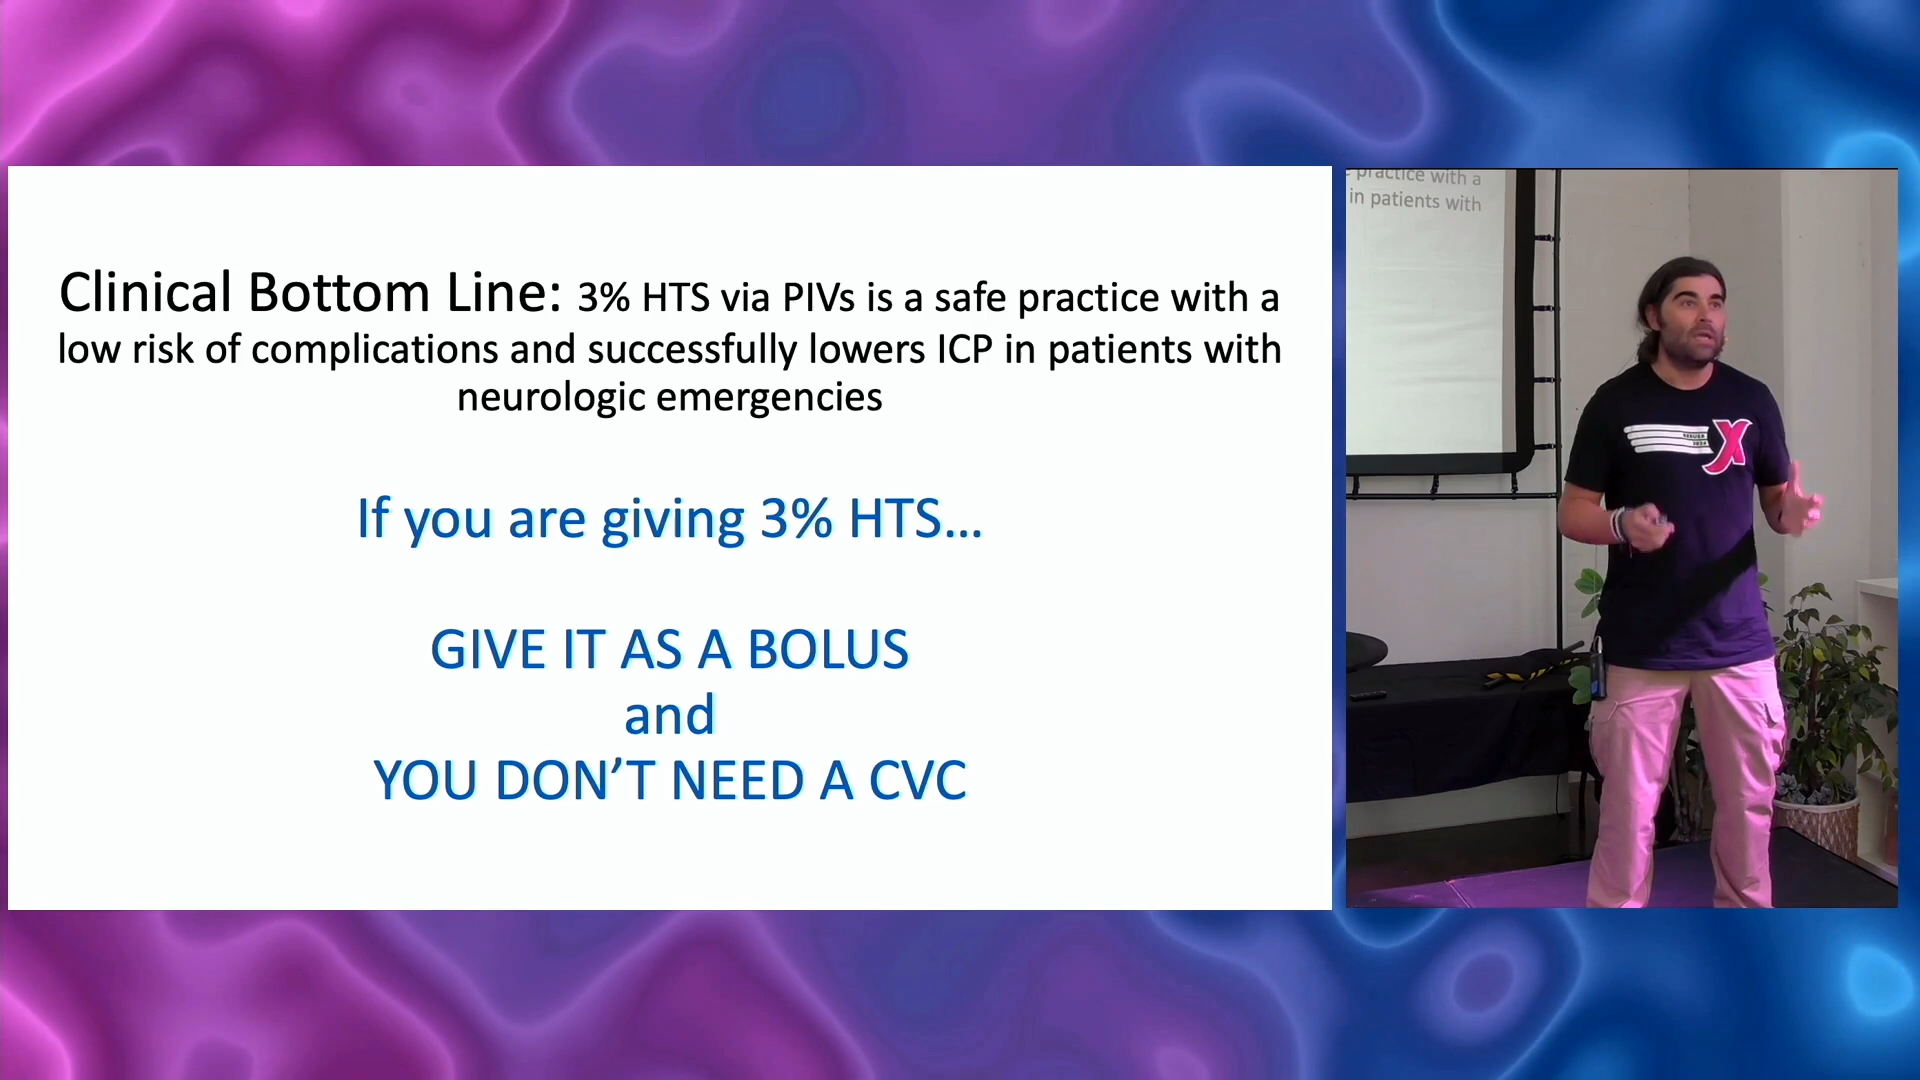 Clinical Bottom Line: 3% HTS via PIVs is a safe practice with a
low risk of complications and successfully lowers ICP in patients with
neurologic emergencies
If you are giving 3% HTS…
GIVE IT AS A BOLUS
and
YOU DON’T NEED A CVC
practice with a
in patients with
X